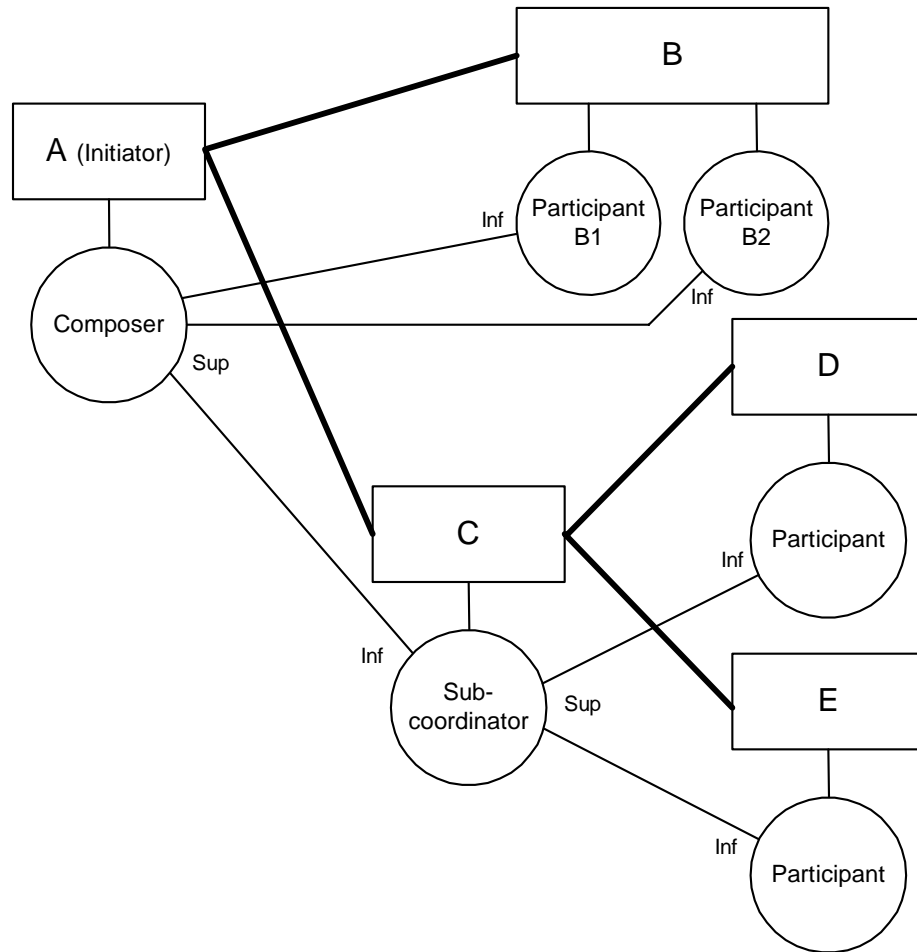 B
A (Initiator)
Participant
B1
Participant
B2
Inf
Inf
Composer
Sup
D
C
Participant
Inf
Inf
Sub-
coordinator
Sup
E
Inf
Participant